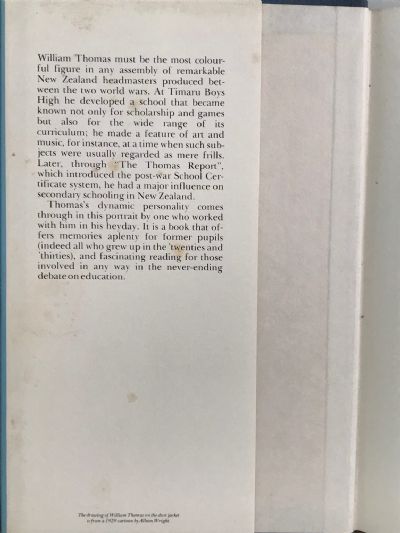 William Thomas must be the most colour-
ful figure in any assembly of remarkable
New Zealand headmasters produced bet-
ween the two world wars. At Timaru Boys
High he developed a school that became
known not only for scholarship and games
but also for the wide range of its
curriculum; he made a feature of art and
music, for instance, at a time when such sub-
jects were usually regarded as mere frills.
Later, through "The Thomas Report",
which introduced the post-war School Cer-
tificate system, he had a major influence on
secondary schooling in New Zealand.
Thomas's dynamic personality comes
through in this portrait by one who worked
with him in his heyday. It is a book that of-
fers memories aplenty for former pupils
(indeed all who grew up in the 'twenties and
'thirties), and fascinating reading for those
involved in any way in the never-ending
debate on education.
The drawing of William Thomas on the dust jacket
is from a 1929 cartoon by Allison Wright.